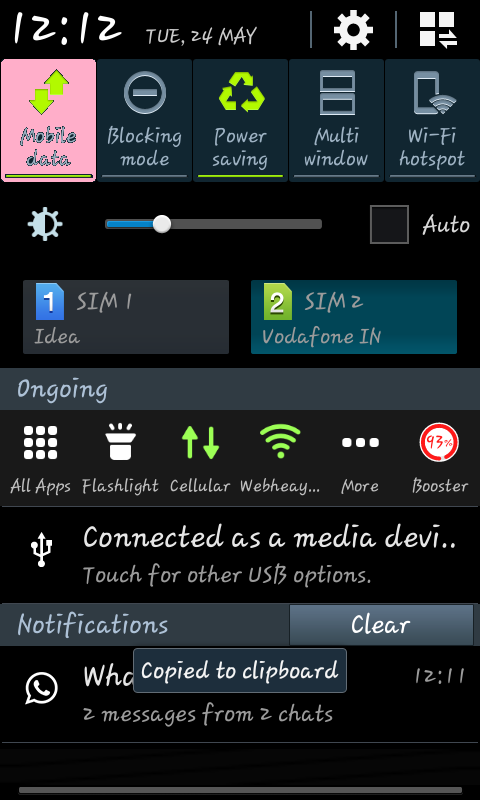 12:12 TUE, 24 MAY
Mobile data
Blocking mode
Power saving
Multi window
Wi-Fi hotspot
Auto
1 SIM 1
Idea
2 SIM 2
Vodafone IN
Ongoing
93%
All Apps Flashlight Cellular Webheay... More Booster
Connected as a media devi..
Touch for other USB options.
Notifications Clear
Wha 12:11
Copied to clipboard
2 messages from 2 chats